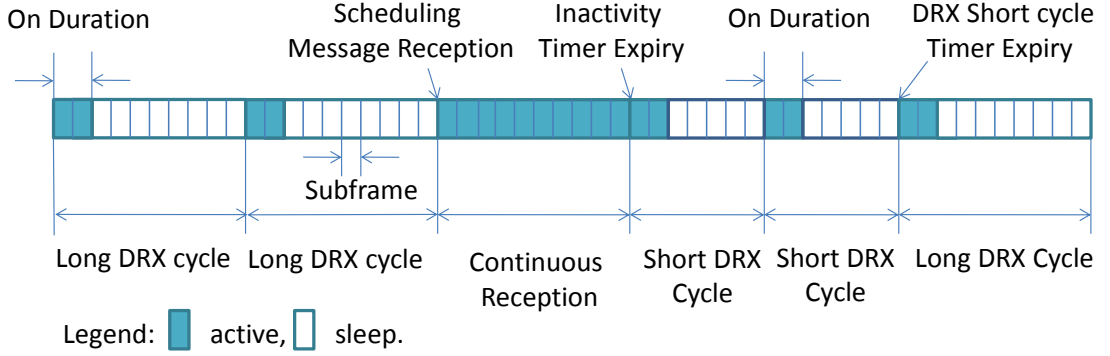 On Duration
Scheduling
Message Reception
Inactivity
Timer Expiry
On Duration
DRX Short cycle
Timer Expiry
Subframe
Long DRX cycle
Long DRX cycle
Continuous
Reception
Short DRX
Cycle
Short DRX
Cycle
Long DRX Cycle
Legend: active, sleep.